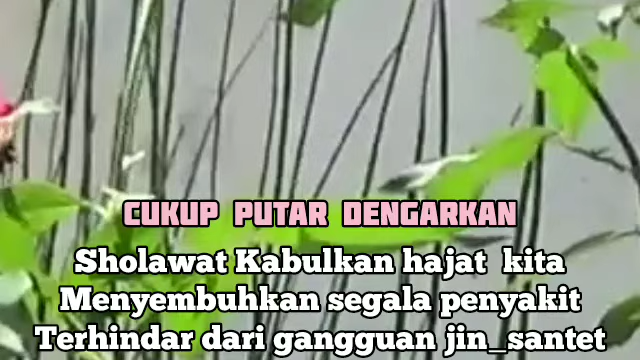 CUKUP PUTAR DENGARKAN
Sholawat Kabulkan hajat kita
Menyembuhkan segala penyakit
Terhindar dari gangguan jin_santet